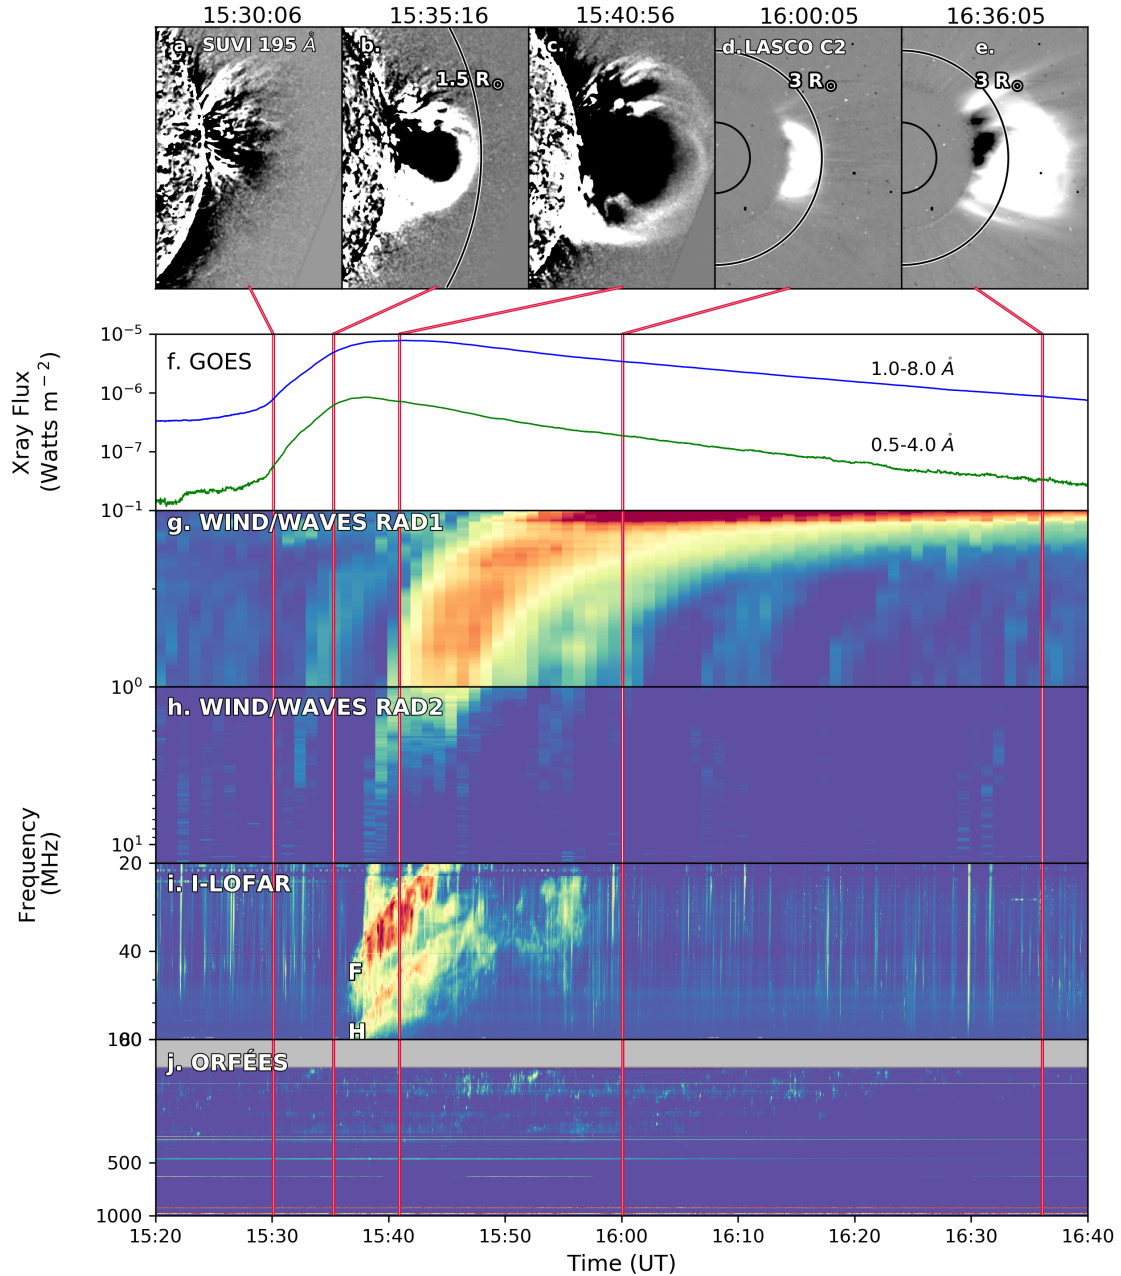 15:30:06 15:35:16 15:40:56 16:00:05 16:36:05
a. SUVI 195 Å b. c. d. LASCO C2 e.
1.5 R☉ 3 R☉ 3 R☉
10⁻⁵
f. GOES
1.0-8.0 Å
10⁻⁶
Xray Flux
(Watts m⁻²)
10⁻⁷
0.5-4.0 Å
10⁻¹
g. WIND/WAVES RAD1
10⁰
h. WIND/WAVES RAD2
10¹
Frequency
(MHz)
20
i. I-LOFAR
40
F
H
j. ORFÉES
500
1000
15:20 15:30 15:40 15:50 16:00 16:10 16:20 16:30 16:40
Time (UT)